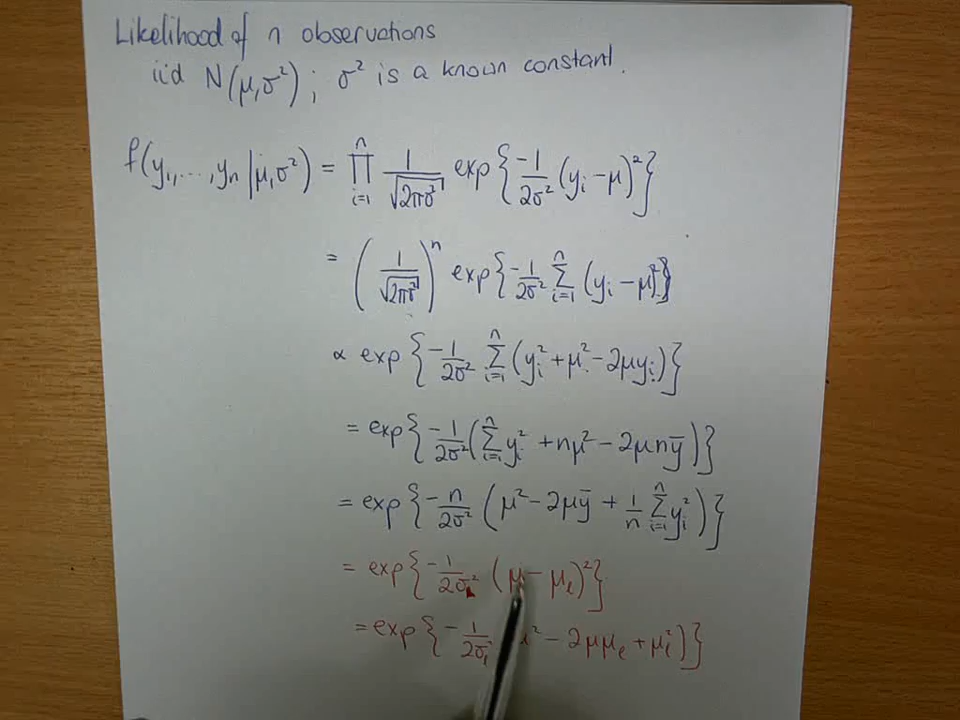 Likelihood of n observations
iid N(μ,σ²) ; σ² is a known constant.
f(y₁,...,yₙ|μ,σ²) = ∏ᵢ₌₁ⁿ 1/√(2πσ²) exp{-1/2σ² (yᵢ-μ)²}
= (1/√(2πσ²))ⁿ exp{-1/2σ² ∑ᵢ₌₁ⁿ (yᵢ-μ)²}
∝ exp{-1/2σ² ∑ᵢ₌₁ⁿ (yᵢ²+μ²-2μyᵢ)}
= exp{-1/2σ² (∑ᵢ₌₁ⁿ yᵢ² + nμ² - 2μnȳ)}
= exp{-n/2σ² (μ² - 2μȳ + 1/n ∑ᵢ₌₁ⁿ yᵢ²)}
= exp{-1/2σₗ² (μ - μₗ)²}
= exp{-1/2σₗ² μ² - 2μμₗ + μₗ²)}